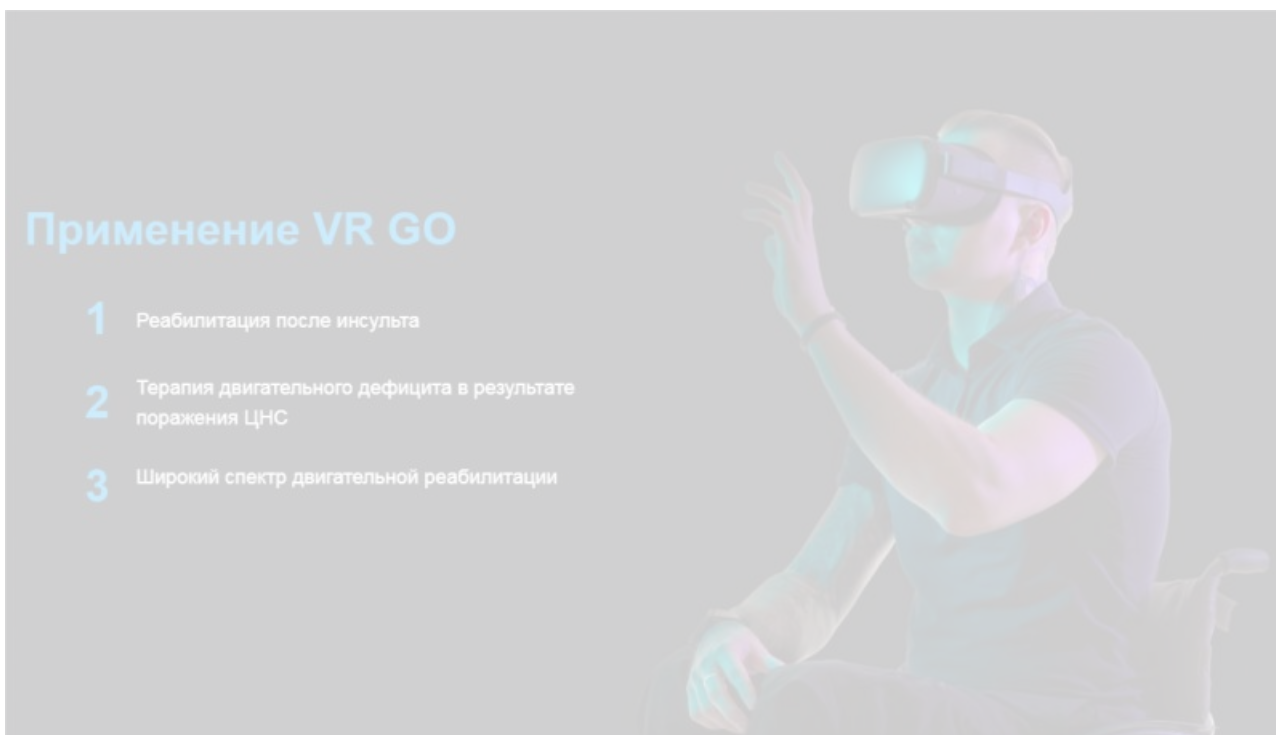 Применение VR GO
1 Реабилитация после инсульта
2 Терапия двигательного дефицита в результате
поражения ЦНС
3 Широкий спектр двигательной реабилитации